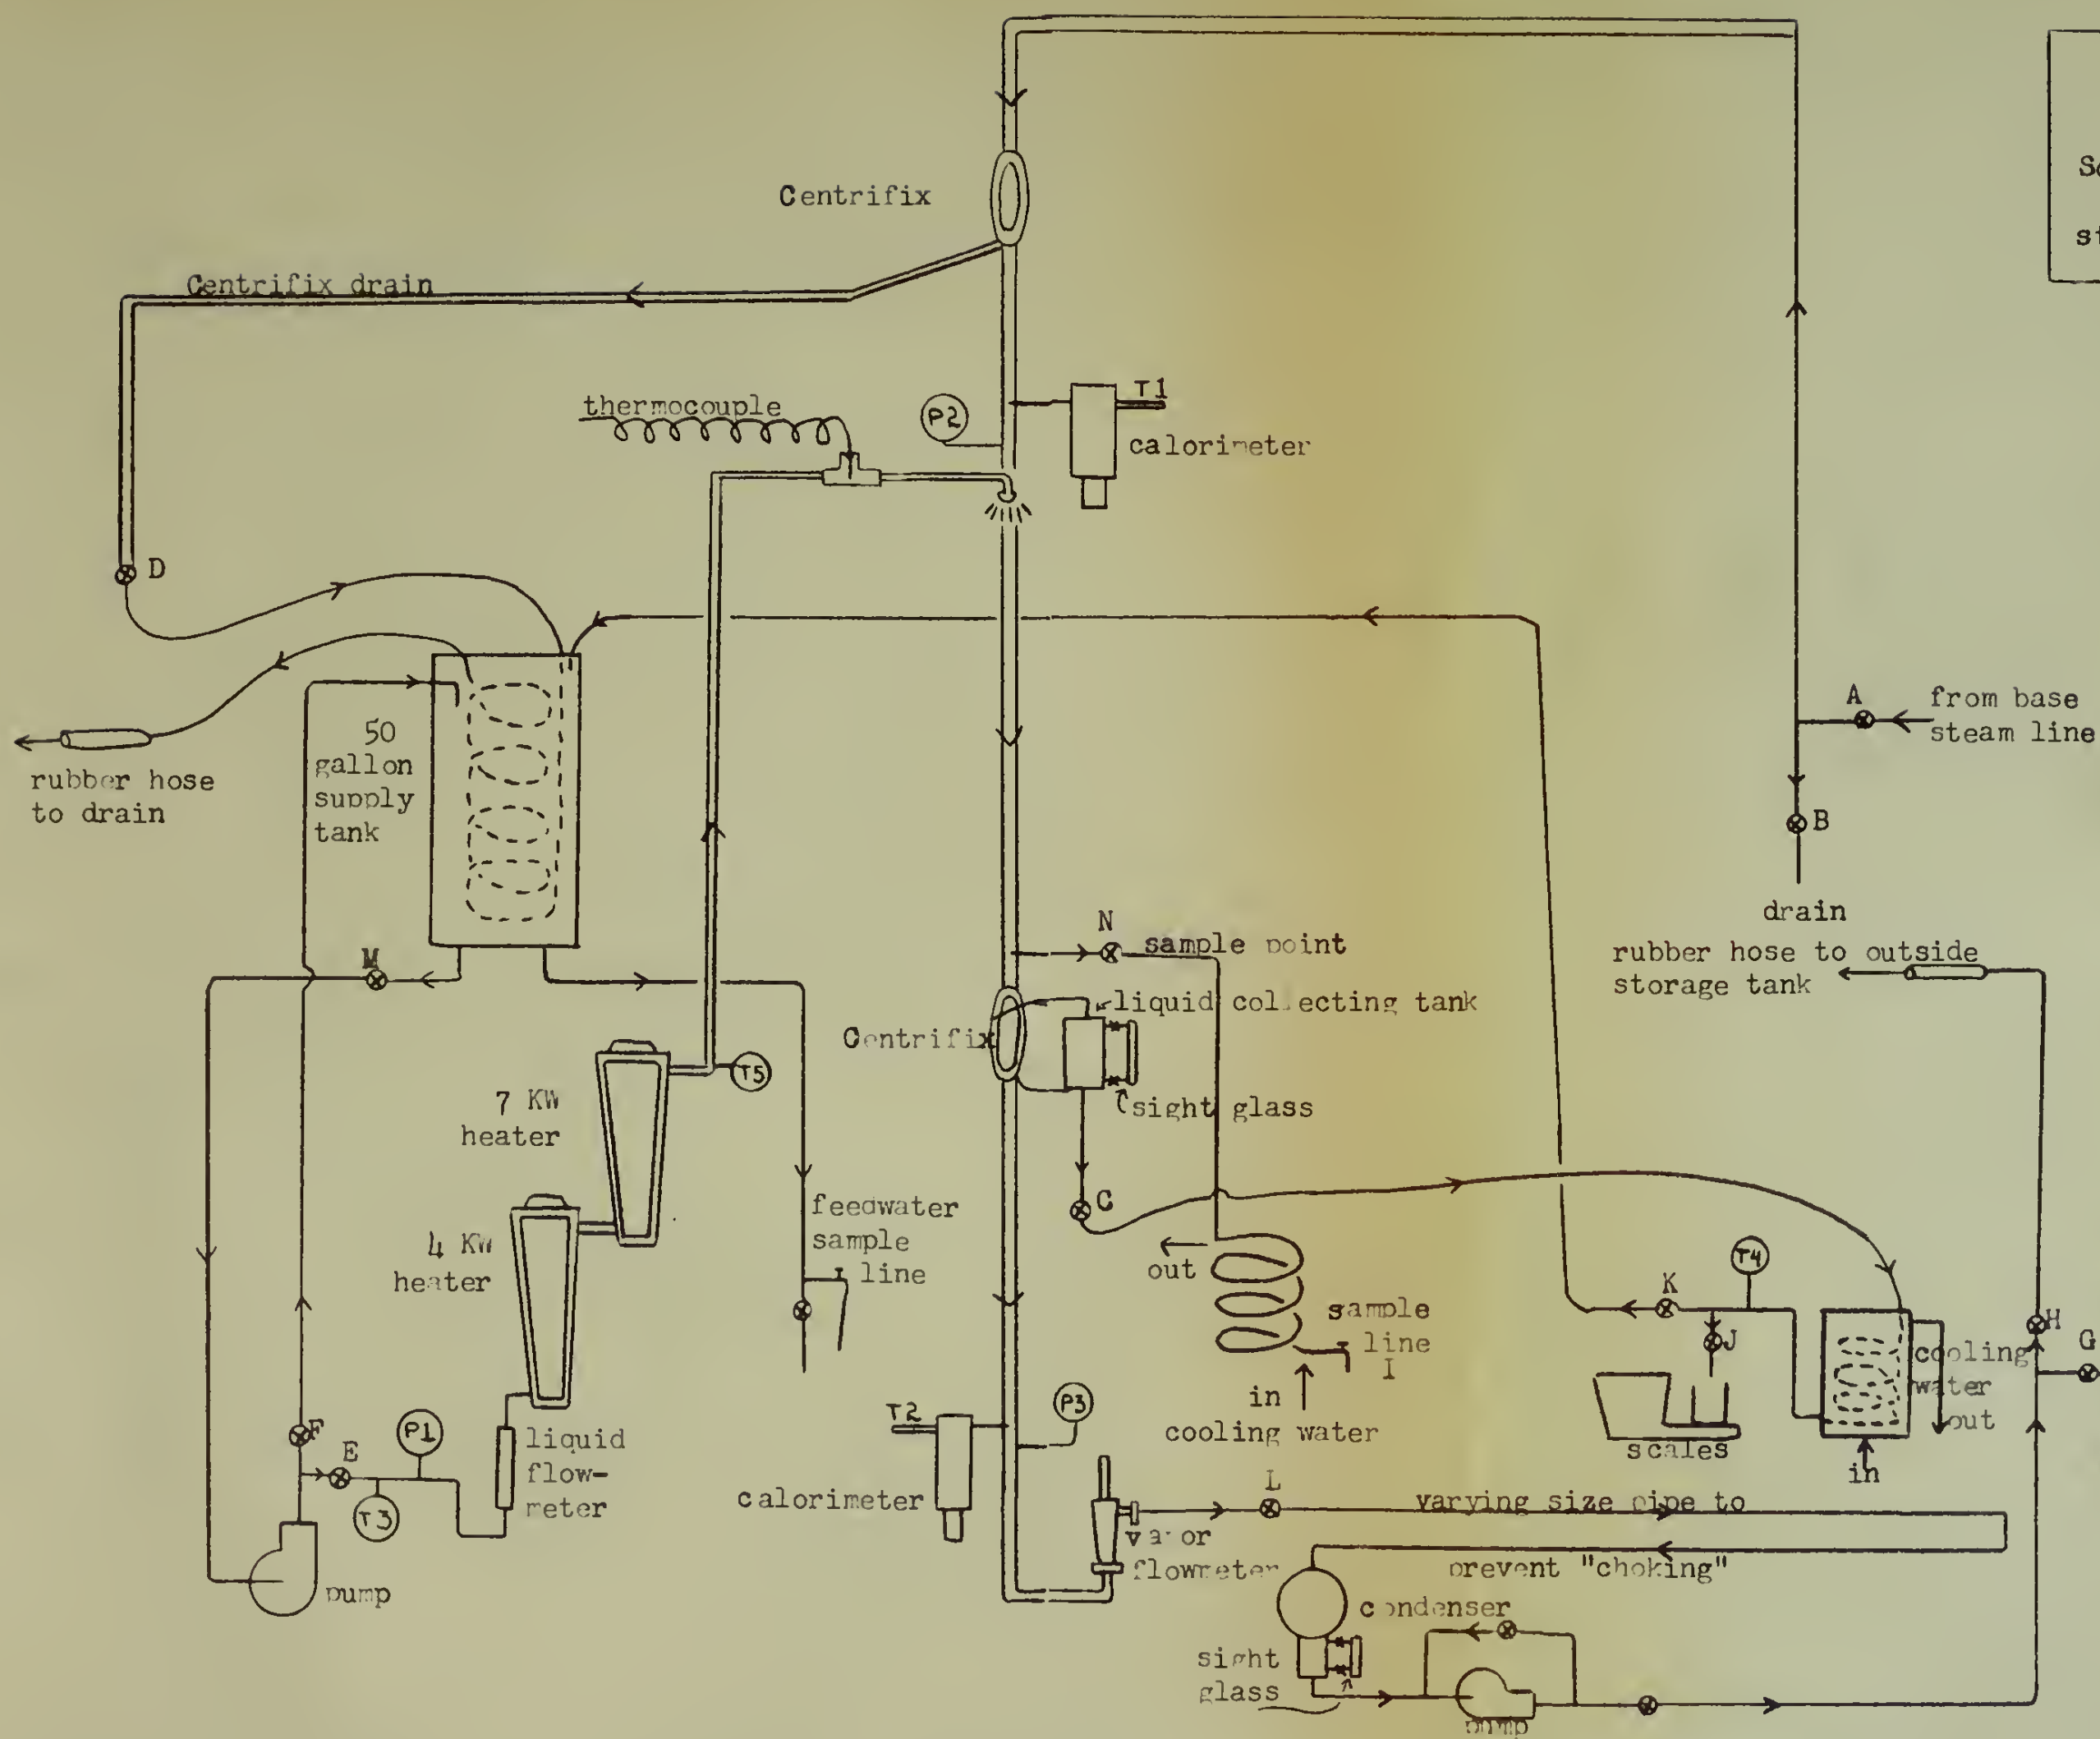 Centrifix
Centrifix drain
thermocouple
P2
T1
calorimeter
D
50
gallon
supply
tank
rubber hose
to drain
A
from base
steam line
B
drain
N
sample point
rubber hose to outside
storage tank
M
liquid collecting tank
Centrifix
sight glass
T5
7 KW
heater
C
feedwater
sample
line
4 KW
heater
out
sample
line
I
in
cooling water
K
T4
J
H
G
cooling
water
out
scales
in
F
E
P1
T3
liquid
flow-
meter
pump
T2
calorimeter
P3
L
varying size pipe to
prevent "choking"
vapor
flowmeter
condenser
sight
glass
pump